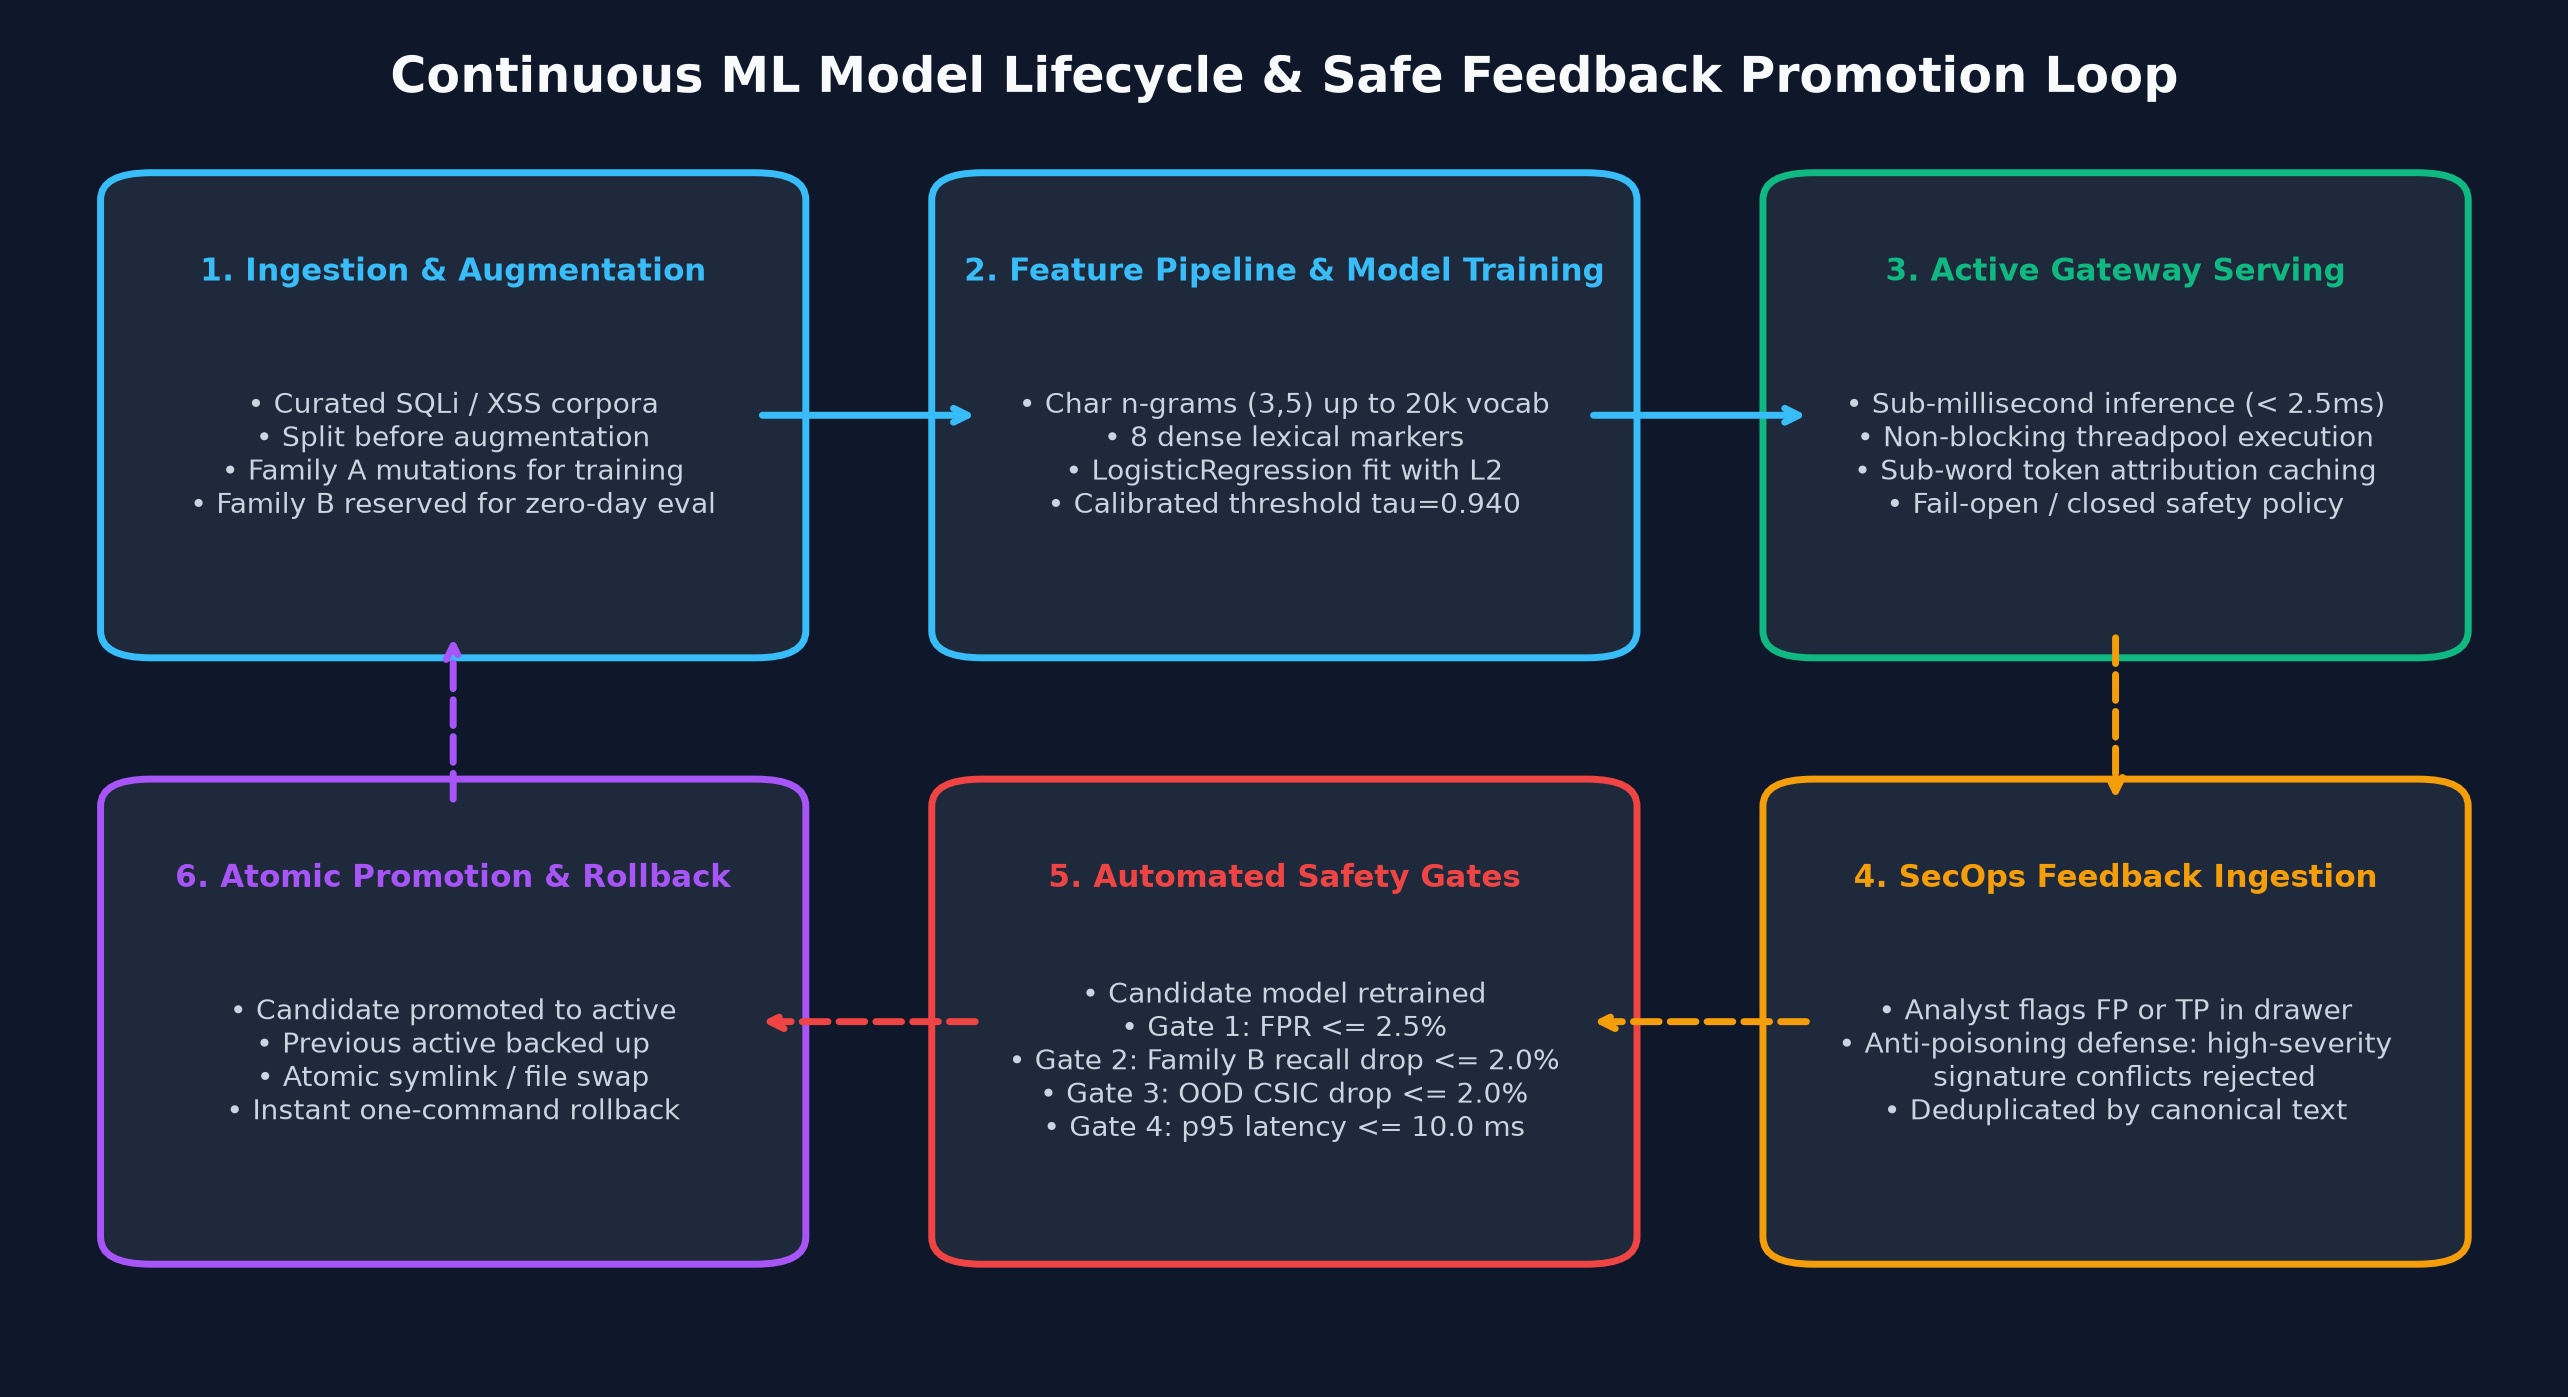 Continuous ML Model Lifecycle & Safe Feedback Promotion Loop
1. Ingestion & Augmentation
• Curated SQLi / XSS corpora
• Split before augmentation
• Family A mutations for training
• Family B reserved for zero-day eval
2. Feature Pipeline & Model Training
• Char n-grams (3,5) up to 20k vocab
• 8 dense lexical markers
• LogisticRegression fit with L2
• Calibrated threshold tau=0.940
3. Active Gateway Serving
• Sub-millisecond inference (< 2.5ms)
• Non-blocking threadpool execution
• Sub-word token attribution caching
• Fail-open / closed safety policy
4. SecOps Feedback Ingestion
• Analyst flags FP or TP in drawer
• Anti-poisoning defense: high-severity
signature conflicts rejected
• Deduplicated by canonical text
5. Automated Safety Gates
• Candidate model retrained
• Gate 1: FPR <= 2.5%
• Gate 2: Family B recall drop <= 2.0%
• Gate 3: OOD CSIC drop <= 2.0%
• Gate 4: p95 latency <= 10.0 ms
6. Atomic Promotion & Rollback
• Candidate promoted to active
• Previous active backed up
• Atomic symlink / file swap
• Instant one-command rollback